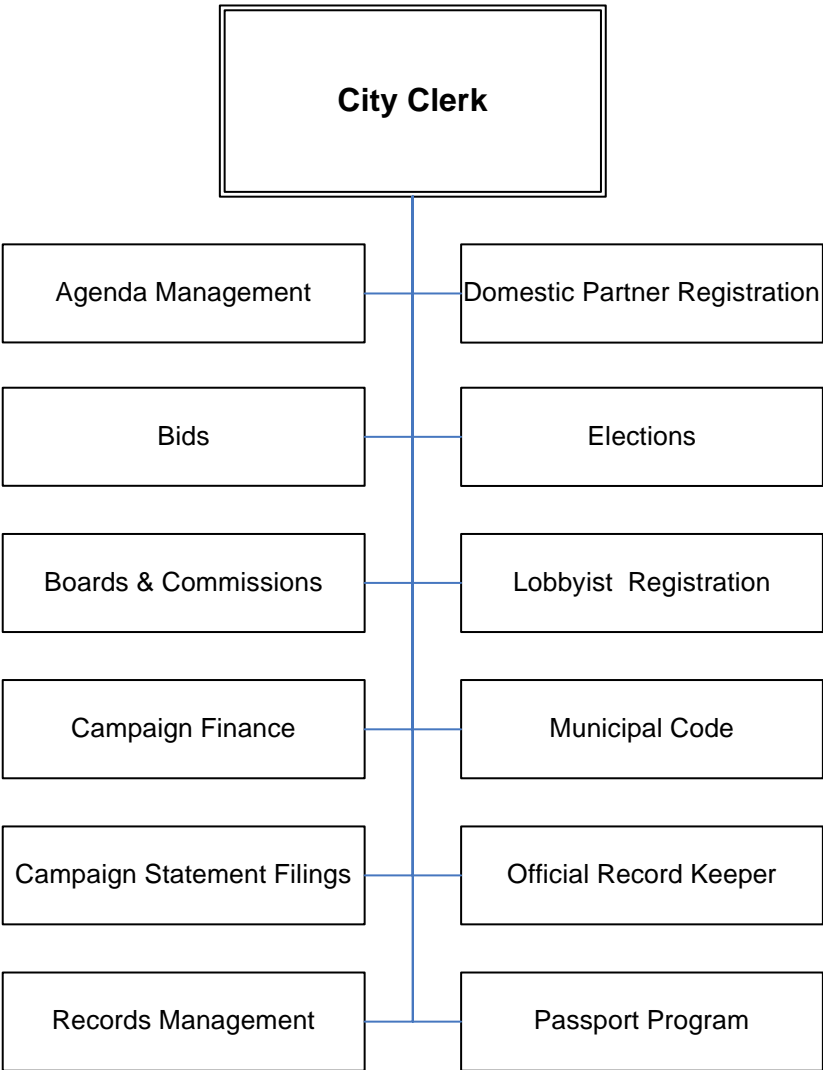 City Clerk
Agenda Management
Domestic Partner Registration
Bids
Elections
Boards & Commissions
Lobbyist  Registration
Campaign Finance
Municipal Code
Campaign Statement Filings
Official Record Keeper
Records Management
Passport Program